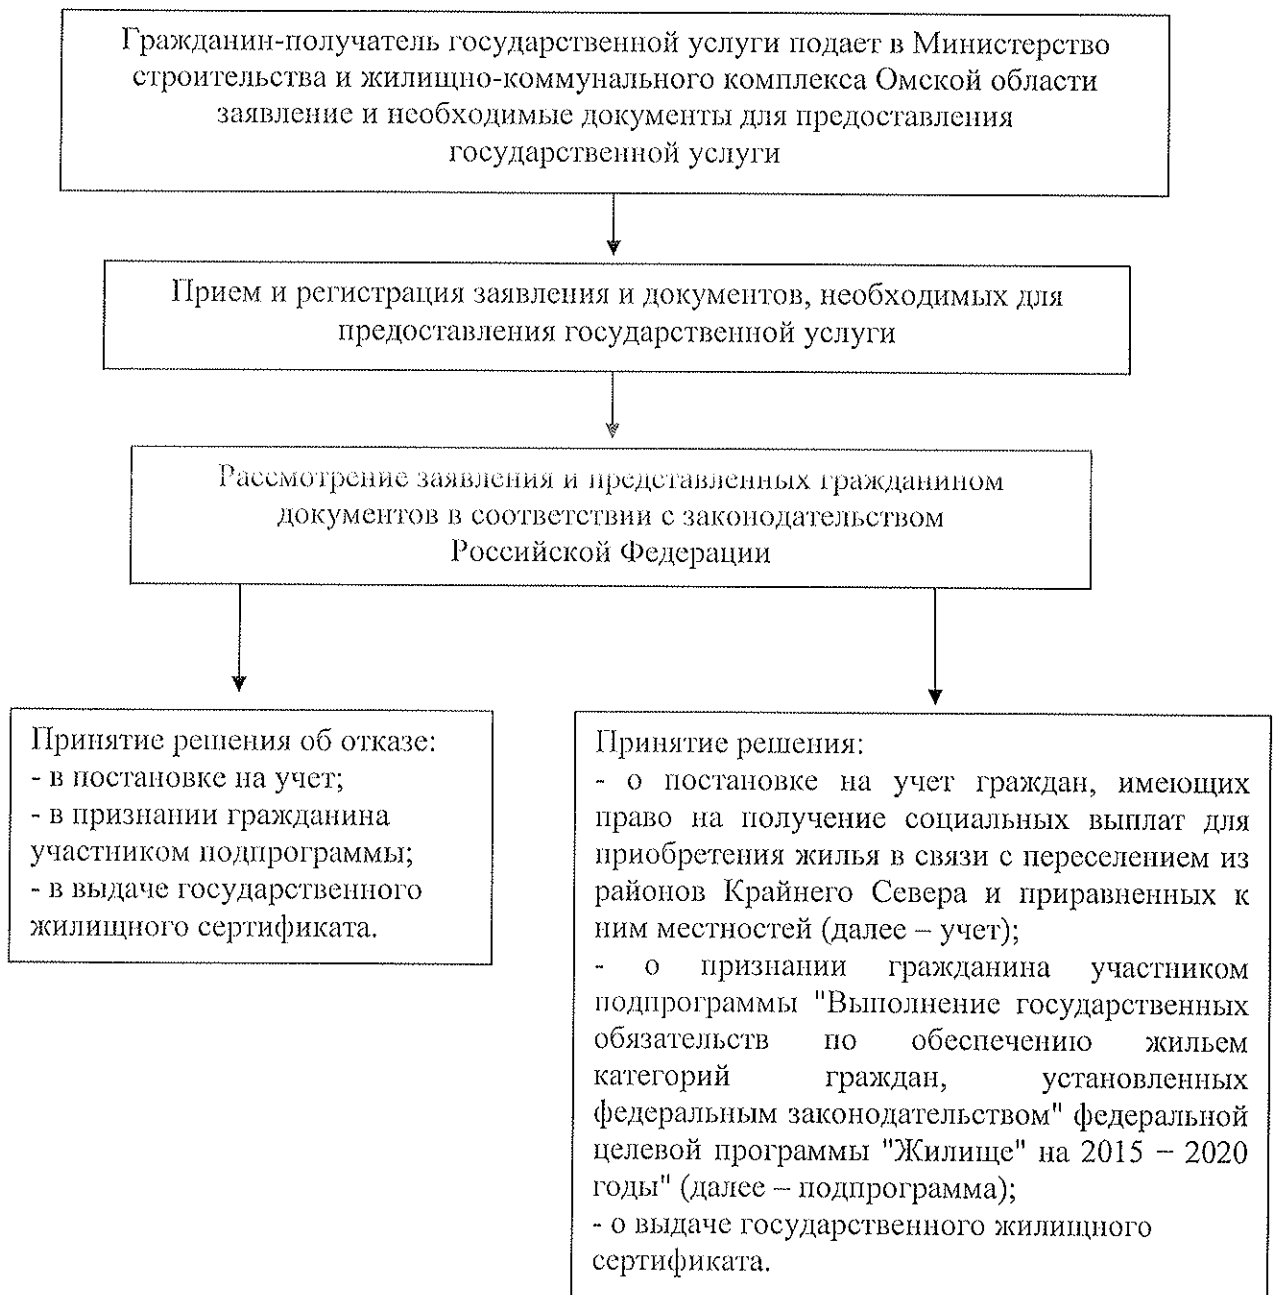 Гражданин-получатель государственной услуги подает в Министерство
строительства и жилищно-коммунального комплекса Омской области
заявление и необходимые документы для предоставления
государственной услуги
Прием и регистрация заявления и документов, необходимых для
предоставления государственной услуги
Рассмотрение заявления и представленных гражданином
документов в соответствии с законодательством
Российской Федерации
Принятие решения об отказе:
- в постановке на учет;
- в признании гражданина
участником подпрограммы;
- в выдаче государственного
жилищного сертификата.
Принятие решения:
- о постановке на учет граждан, имеющих
право на получение социальных выплат для
приобретения жилья в связи с переселением из
районов Крайнего Севера и приравненных к
ним местностей (далее – учет);
- о признании гражданина участником
подпрограммы "Выполнение государственных
обязательств по обеспечению жильем
категорий граждан, установленных
федеральным законодательством" федеральной
целевой программы "Жилище" на 2015 – 2020
годы" (далее – подпрограмма);
- о выдаче государственного жилищного
сертификата.